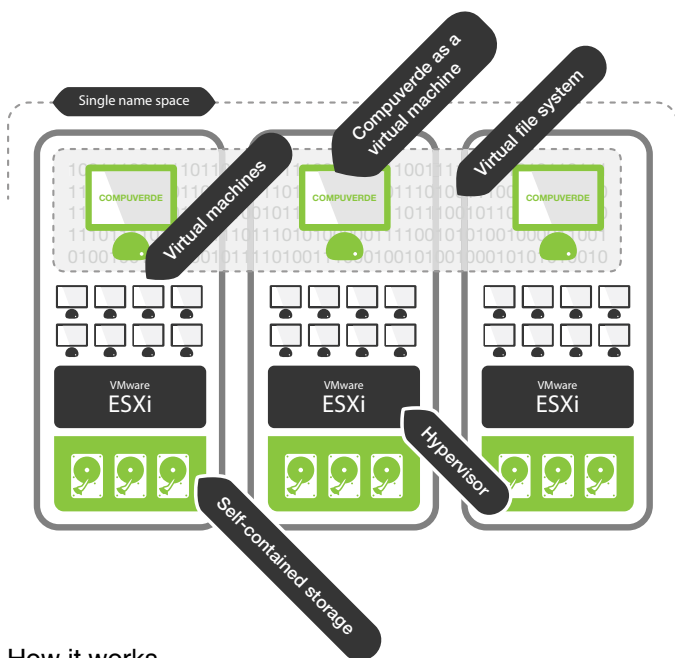 Single name space
Compuverde as a
virtual machine
Virtual file system
Virtual machines
COMPUVERDE
COMPUVERDE
COMPUVERDE
VMware
ESXi
VMware
ESXi
VMware
ESXi
Hypervisor
Self-contained storage
How it works